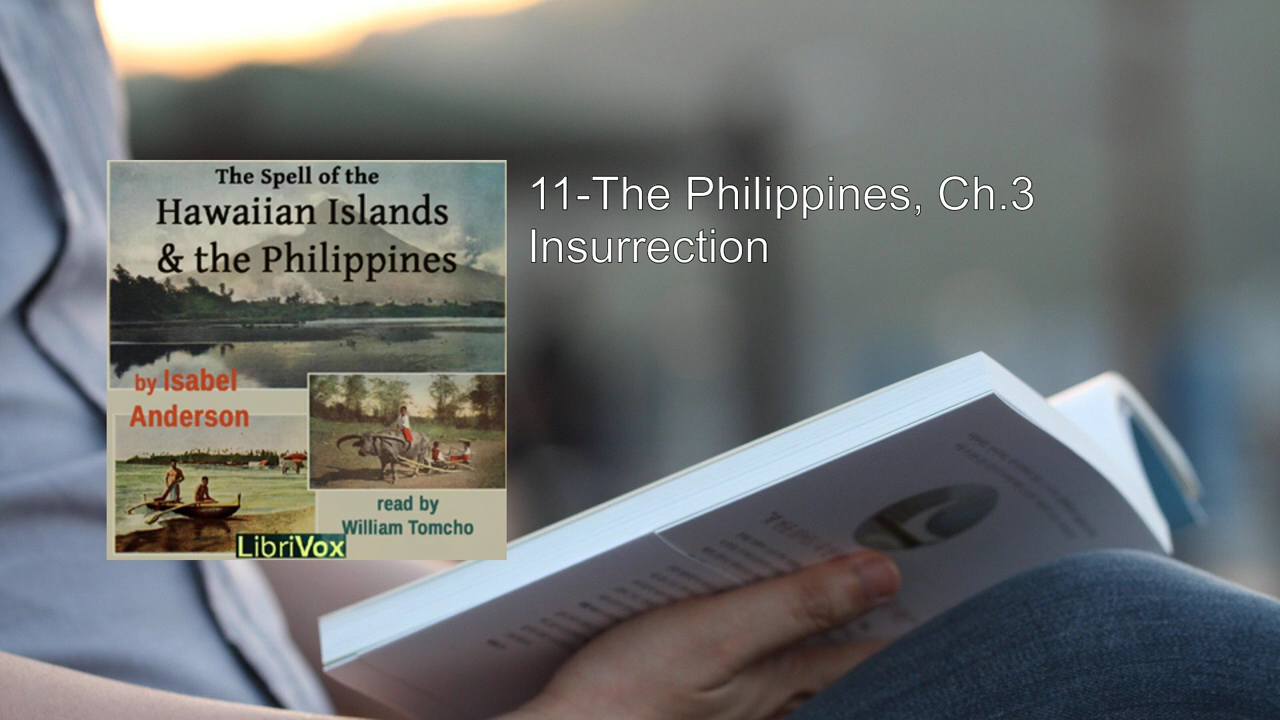 The Spell of the
Hawaiian Islands
& the Philippines
by Isabel
Anderson
read by
William Tomcho
LibriVox
11-The Philippines, Ch.3
Insurrection